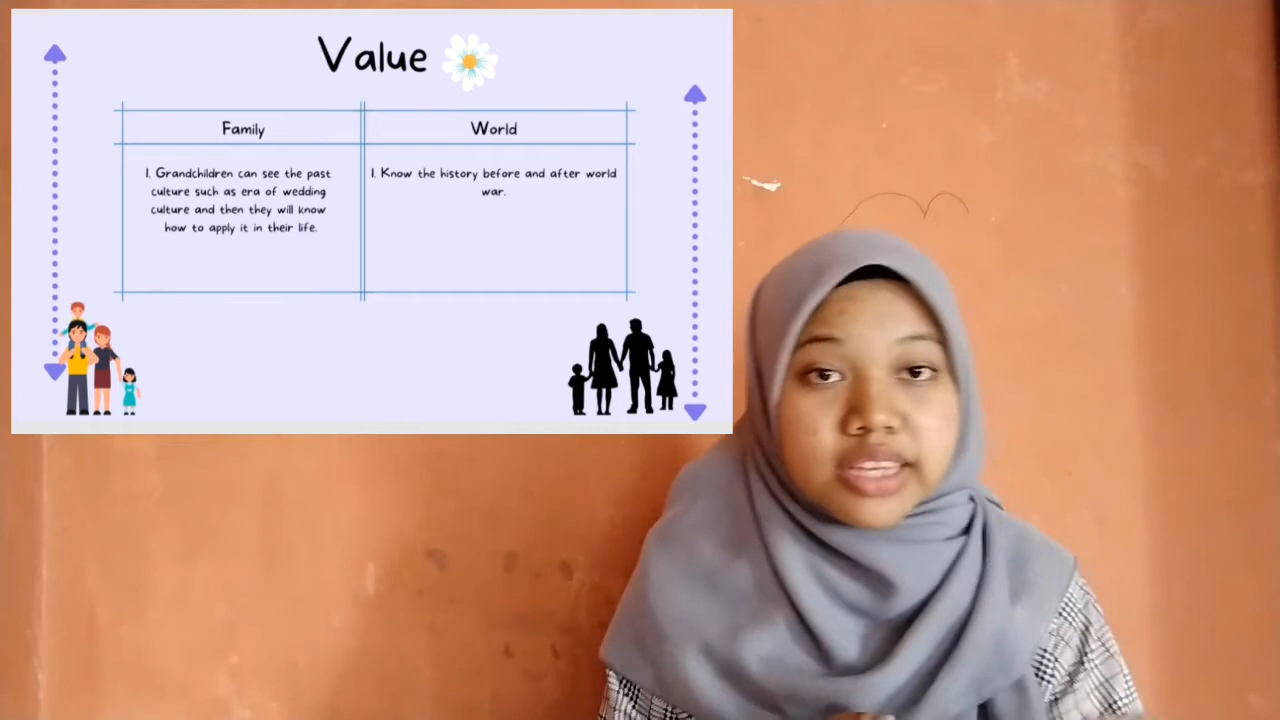 Value
Family
World
1. Grandchildren can see the past
culture such as era of wedding
culture and then they will know
how to apply it in their life.
1. Know the history before and after world
war.